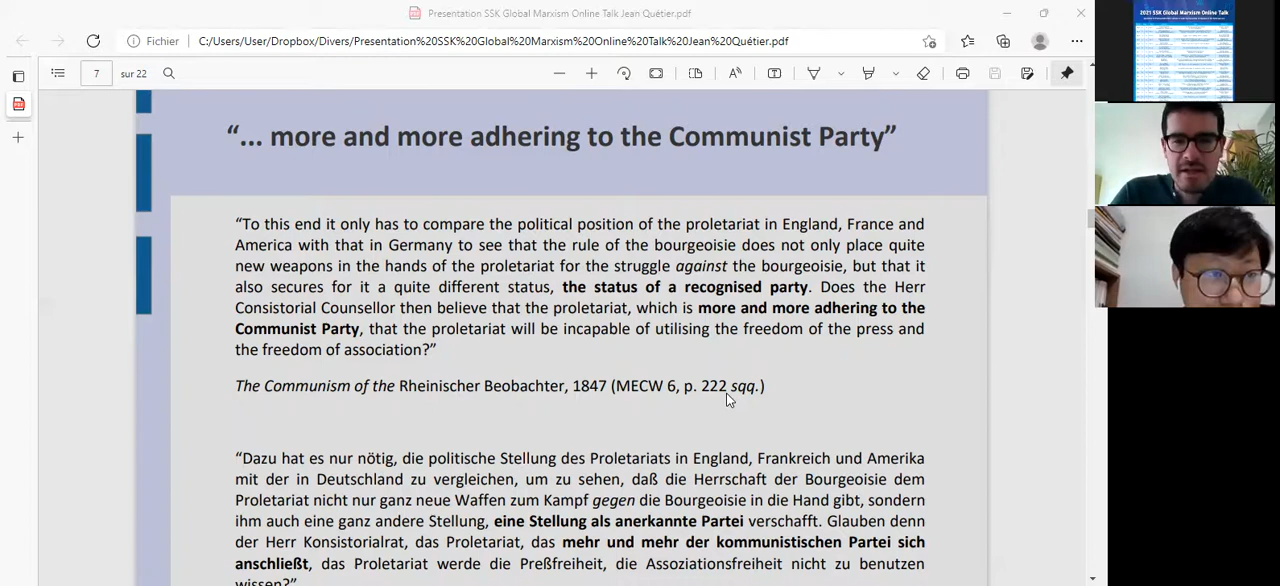 Presentation SSK Global Marxism Online Talk Jean Quétier.pdf
Fichier C:/Users/User/Dropbox/Divers/Presentation%20 Marxism%20Online%20Talk%20Jean%20Quétier.pdf
7 sur 22
2021 SSK Global Marxism Online Talk
“... more and more adhering to the Communist Party”
“To this end it only has to compare the political position of the proletariat in England, France and
America with that in Germany to see that the rule of the bourgeoisie does not only place quite
new weapons in the hands of the proletariat for the struggle against the bourgeoisie, but that it
also secures for it a quite different status, the status of a recognised party. Does the Herr
Consistorial Counsellor then believe that the proletariat, which is more and more adhering to the
Communist Party, that the proletariat will be incapable of utilising the freedom of the press and
the freedom of association?”
The Communism of the Rheinischer Beobachter, 1847 (MECW 6, p. 222 sqq.)
“Dazu hat es nur nötig, die politische Stellung des Proletariats in England, Frankreich und Amerika
mit der in Deutschland zu vergleichen, um zu sehen, daß die Herrschaft der Bourgeoisie dem
Proletariat nicht nur ganz neue Waffen zum Kampf gegen die Bourgeoisie in die Hand gibt, sondern
ihm auch eine ganz andere Stellung, eine Stellung als anerkannte Partei verschafft. Glauben denn
der Herr Konsistorialrat, das Proletariat, das mehr und mehr der kommunistischen Partei sich
anschließt, das Proletariat werde die Preßfreiheit, die Assoziationsfreiheit nicht zu benutzen
wissen?”